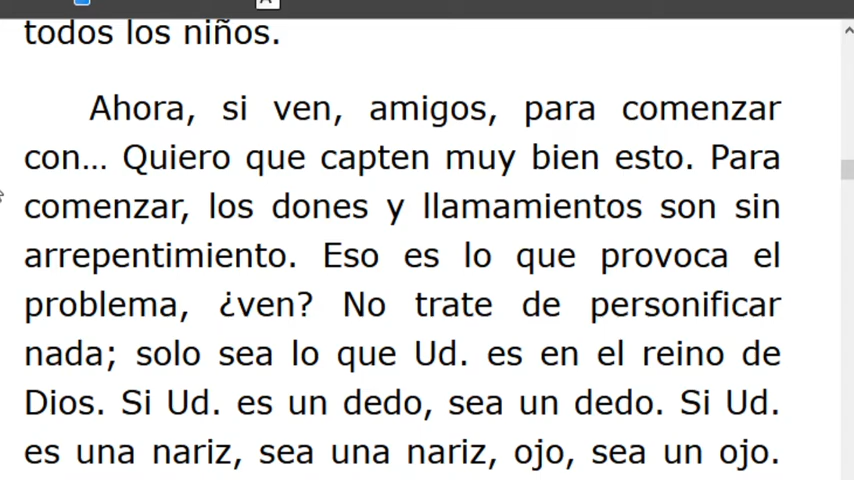 todos los niños.
Ahora, si ven, amigos, para comenzar
con... Quiero que capten muy bien esto. Para
comenzar, los dones y llamamientos son sin
arrepentimiento. Eso es lo que provoca el
problema, ¿ven? No trate de personificar
nada; solo sea lo que Ud. es en el reino de
Dios. Si Ud. es un dedo, sea un dedo. Si Ud.
es una nariz, sea una nariz, ojo, sea un ojo.